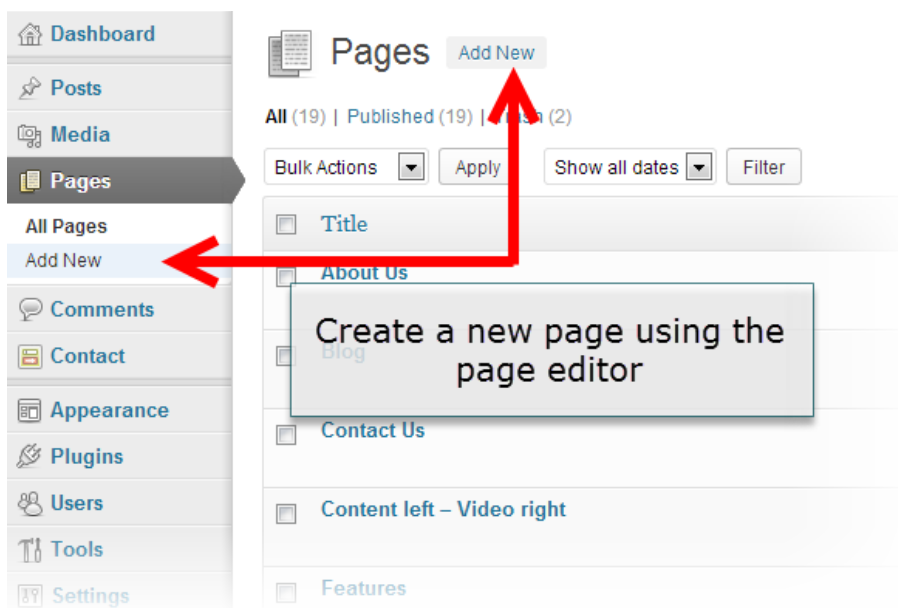 Dashboard
Posts
Media
Pages
All Pages
Add New
Comments
Contact
Appearance
Plugins
Users
Tools
Settings
Pages Add New
All (19) | Published (19) | (2)
Bulk Actions Apply Show all dates Filter
Title
About Us
Create a new page using the
page editor
Blog
Contact Us
Content left – Video right
Features